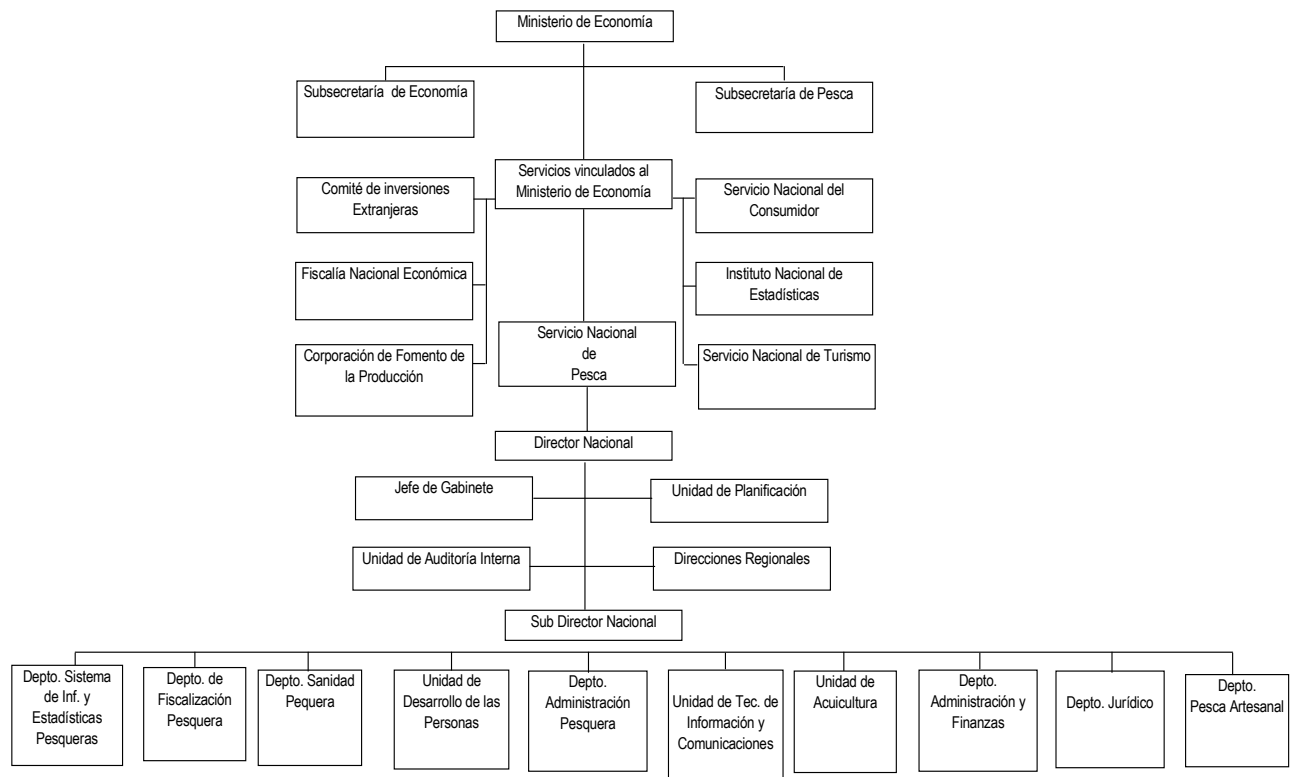 Ministerio de Economía
Subsecretaría de Economía
Subsecretaría de Pesca
Servicios vinculados al
Ministerio de Economía
Comité de inversiones
Extranjeras
Servicio Nacional del
Consumidor
Fiscalía Nacional Económica
Instituto Nacional de
Estadísticas
Servicio Nacional
de
Pesca
Corporación de Fomento de
la Producción
Servicio Nacional de Turismo
Director Nacional
Jefe de Gabinete
Unidad de Planificación
Unidad de Auditoría Interna
Direcciones Regionales
Sub Director Nacional
Depto. Sistema
de Inf. y
Estadísticas
Pesqueras
Depto. de
Fiscalización
Pesquera
Depto. Sanidad
Pequera
Unidad de
Desarrollo de las
Personas
Depto.
Administración
Pesquera
Unidad de Tec. de
Información y
Comunicaciones
Unidad de
Acuicultura
Depto.
Administración y
Finanzas
Depto. Jurídico
Depto.
Pesca Artesanal